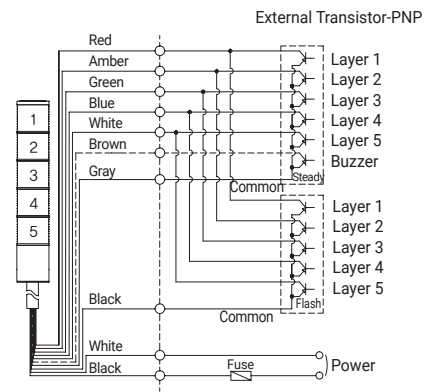 External Transistor-PNP
Red
Amber
Green
Blue
White
Brown
Gray
Layer 1
Layer 2
Layer 3
Layer 4
Layer 5
Buzzer
Steady
Common
1
2
3
4
5
Layer 1
Layer 2
Layer 3
Layer 4
Layer 5
Flash
Black
Common
White
Black
Fuse
Power